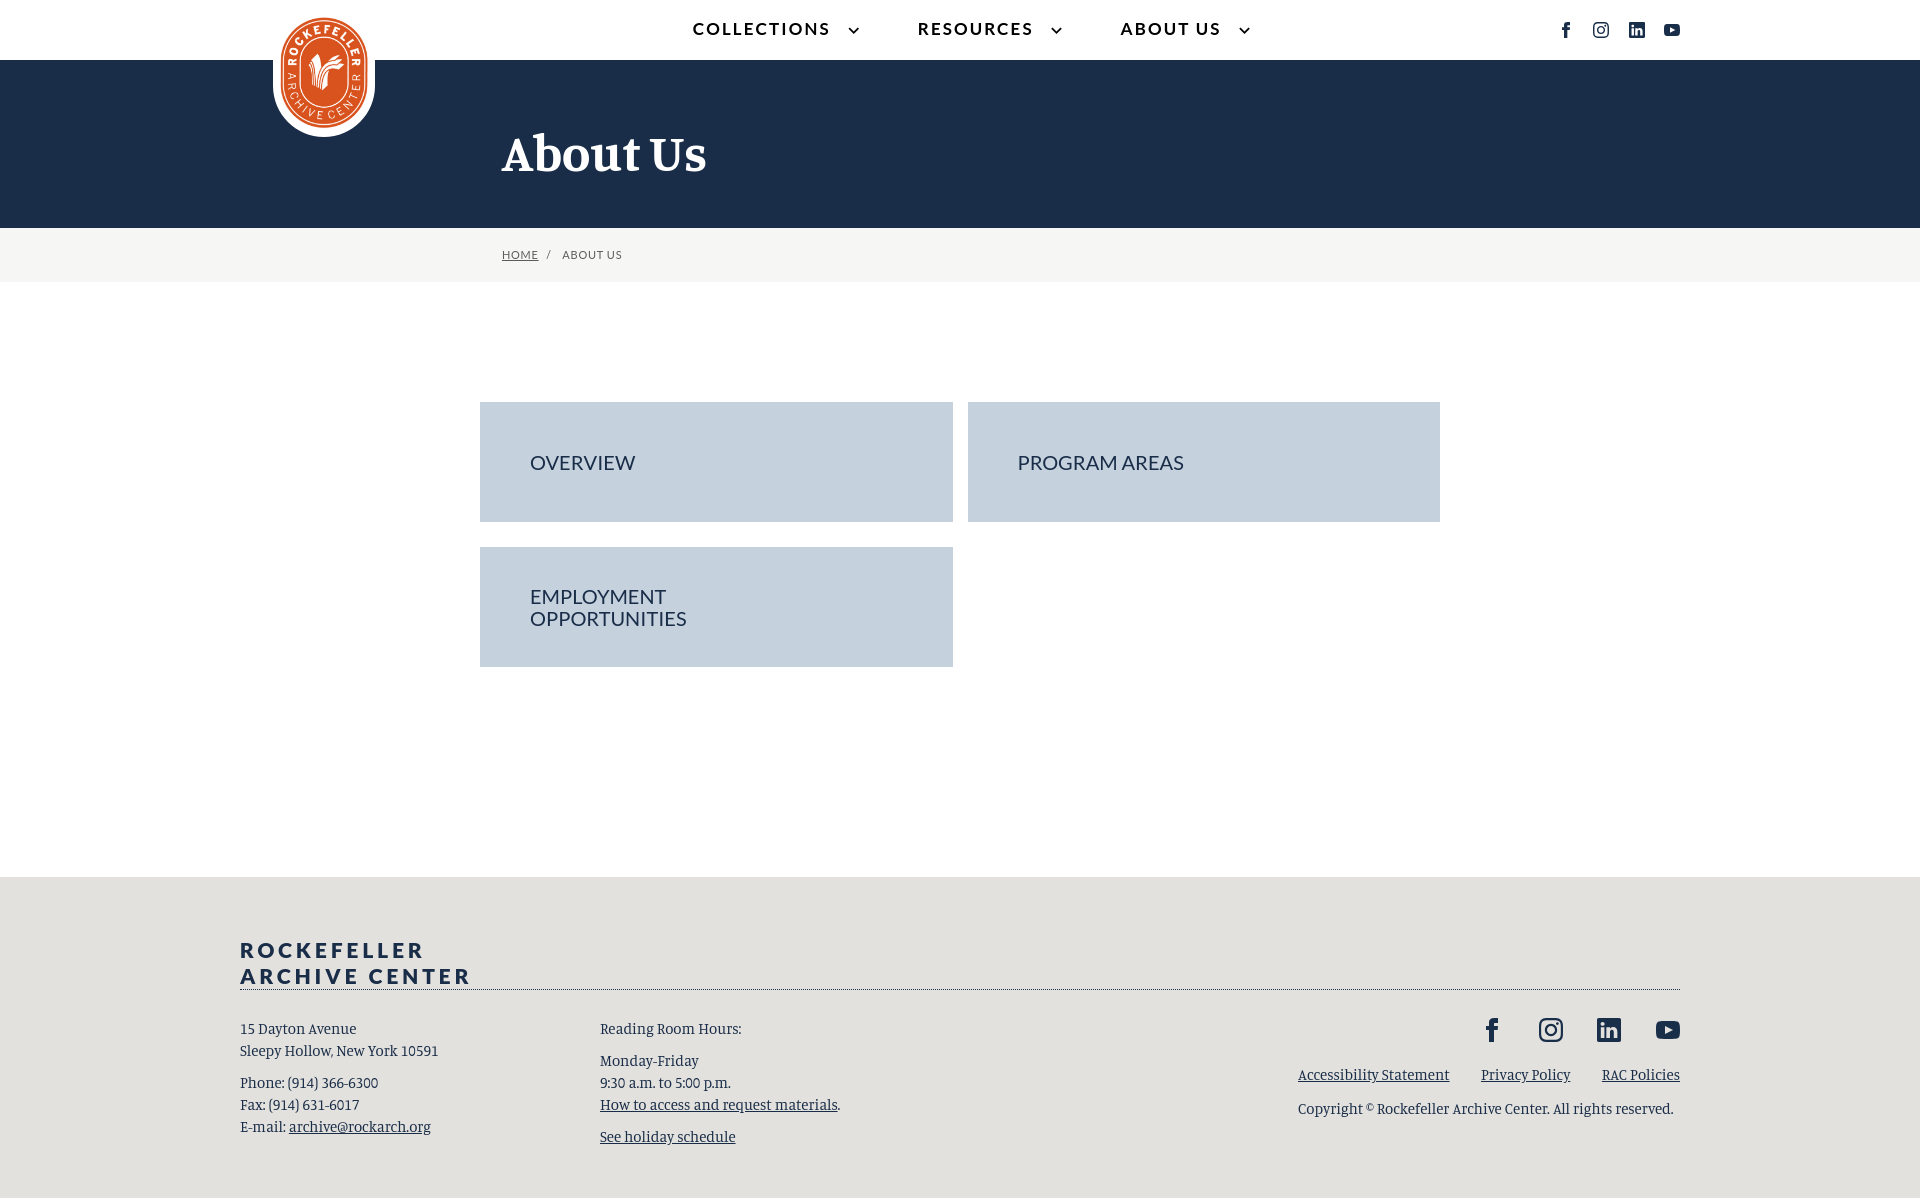 ROCKEFELLER
ARCHIVE CENTER
COLLECTIONS
RESOURCES
ABOUT US
About Us
HOME / ABOUT US
OVERVIEW
PROGRAM AREAS
EMPLOYMENT
OPPORTUNITIES
ROCKEFELLER
ARCHIVE CENTER
15 Dayton Avenue
Sleepy Hollow, New York 10591
Phone: (914) 366-6300
Fax: (914) 631-6017
E-mail: archive@rockarch.org
Reading Room Hours:
Monday-Friday
9:30 a.m. to 5:00 p.m.
How to access and request materials.
See holiday schedule
Accessibility Statement
Privacy Policy
RAC Policies
Copyright © Rockefeller Archive Center. All rights reserved.